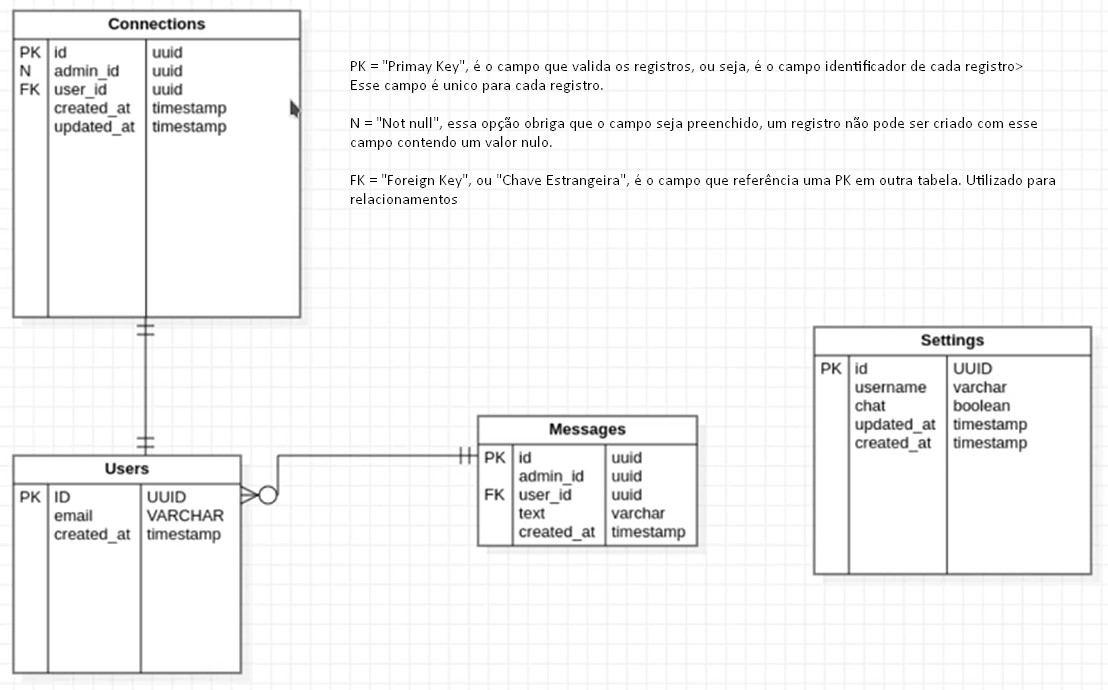 Connections
PK id uuid
N admin_id uuid
FK user_id uuid
created_at timestamp
updated_at timestamp
PK = "Primay Key", é o campo que valida os registros, ou seja, é o campo identificador de cada registro>
Esse campo é unico para cada registro.
N = "Not null", essa opção obriga que o campo seja preenchido, um registro não pode ser criado com esse
campo contendo um valor nulo.
FK = "Foreign Key", ou "Chave Estrangeira", é o campo que referência uma PK em outra tabela. Utilizado para
relacionamentos
Users
PK ID UUID
email VARCHAR
created_at timestamp
Messages
PK id uuid
admin_id uuid
FK user_id uuid
text varchar
created_at timestamp
Settings
PK id UUID
username varchar
chat boolean
updated_at timestamp
created_at timestamp